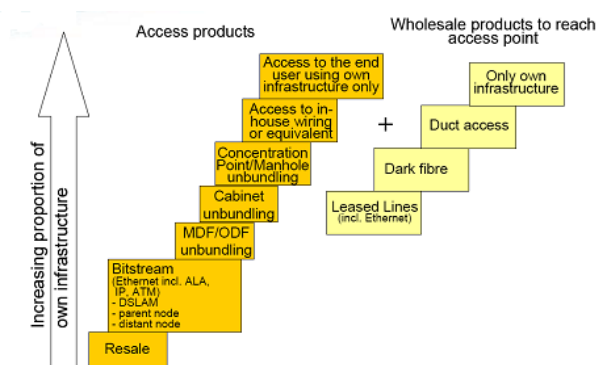 Access products
Wholesale products to reach
access point
Increasing proportion of
own infrastructure
Access to the end
user using own
infrastructure only
Access to in-
house wiring
or equivalent
Concentration
Point/Manhole
unbundling
Cabinet
unbundling
MDF/ODF
unbundling
Bitstream
(Ethernet incl. ALA,
IP, ATM)
- DSLAM
- parent node
- distant node
Resale
+
Only own
infrastructure
Duct access
Dark fibre
Leased Lines
(incl. Ethernet)